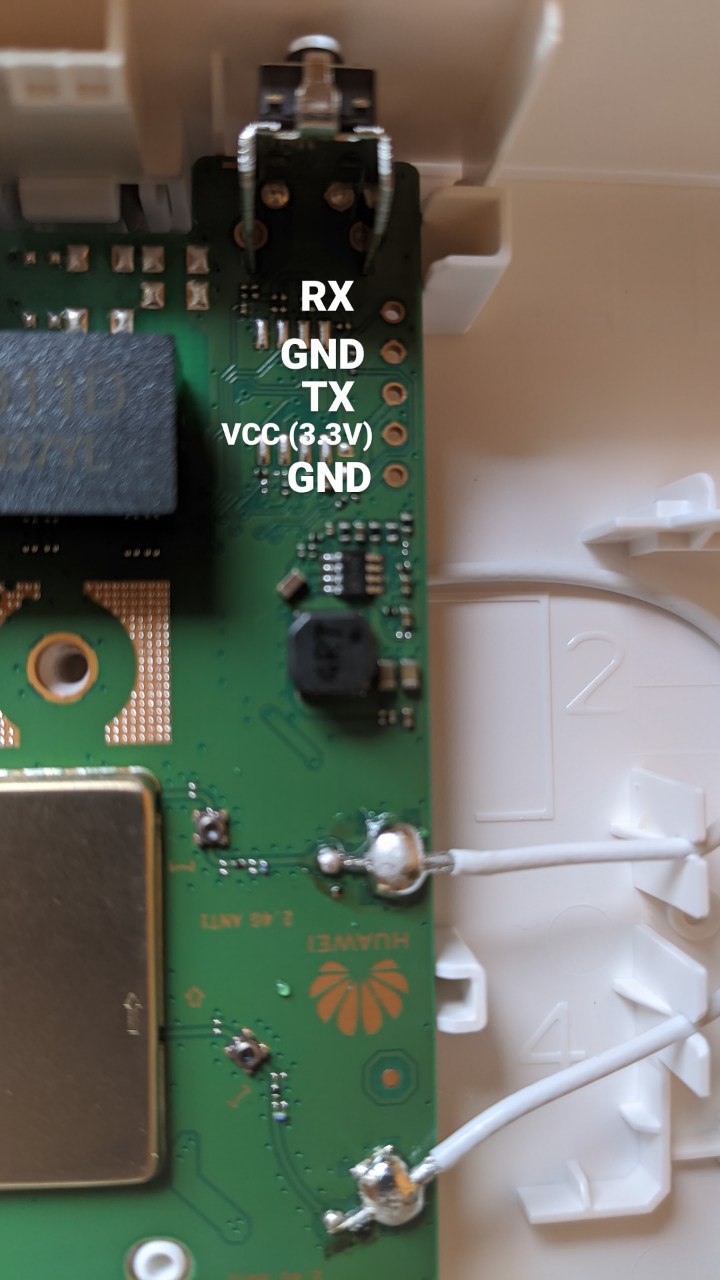 RX
GND
TX
VCC (3.3V)
GND
2
2.4G ANT1
HUAWEI
4